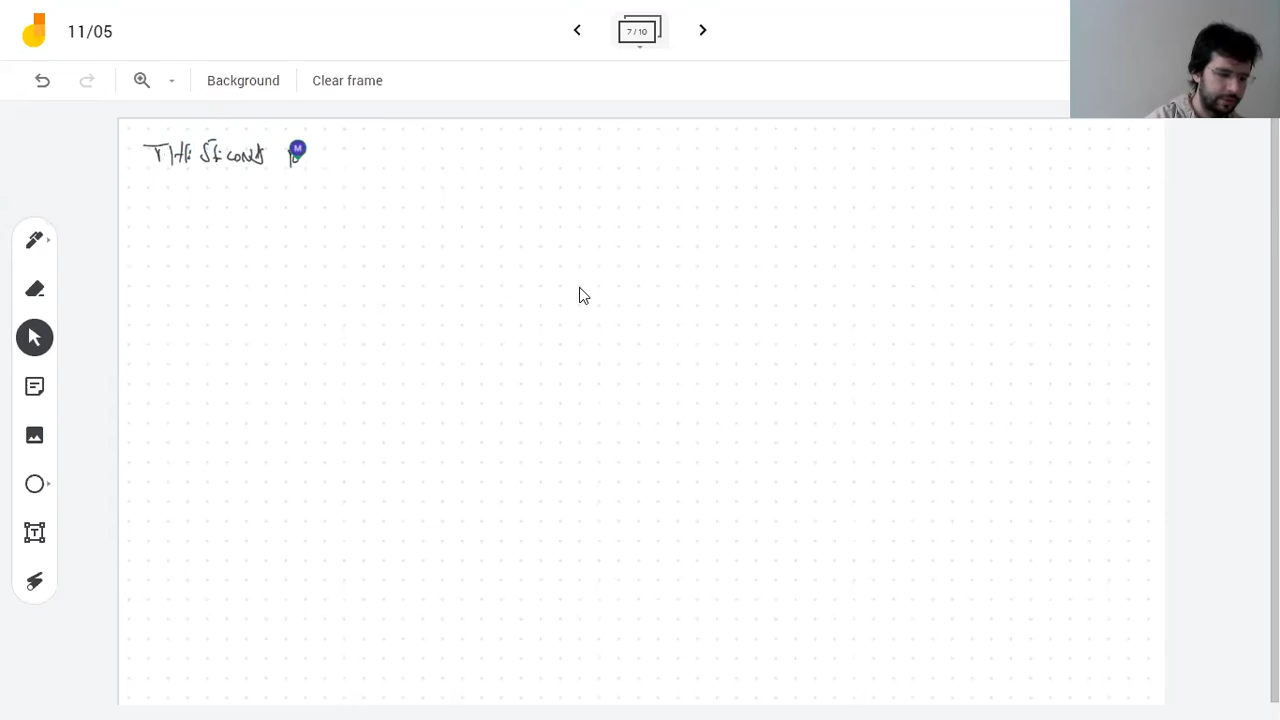 11/05
7 / 10
Background
Clear frame
The second p
M
T